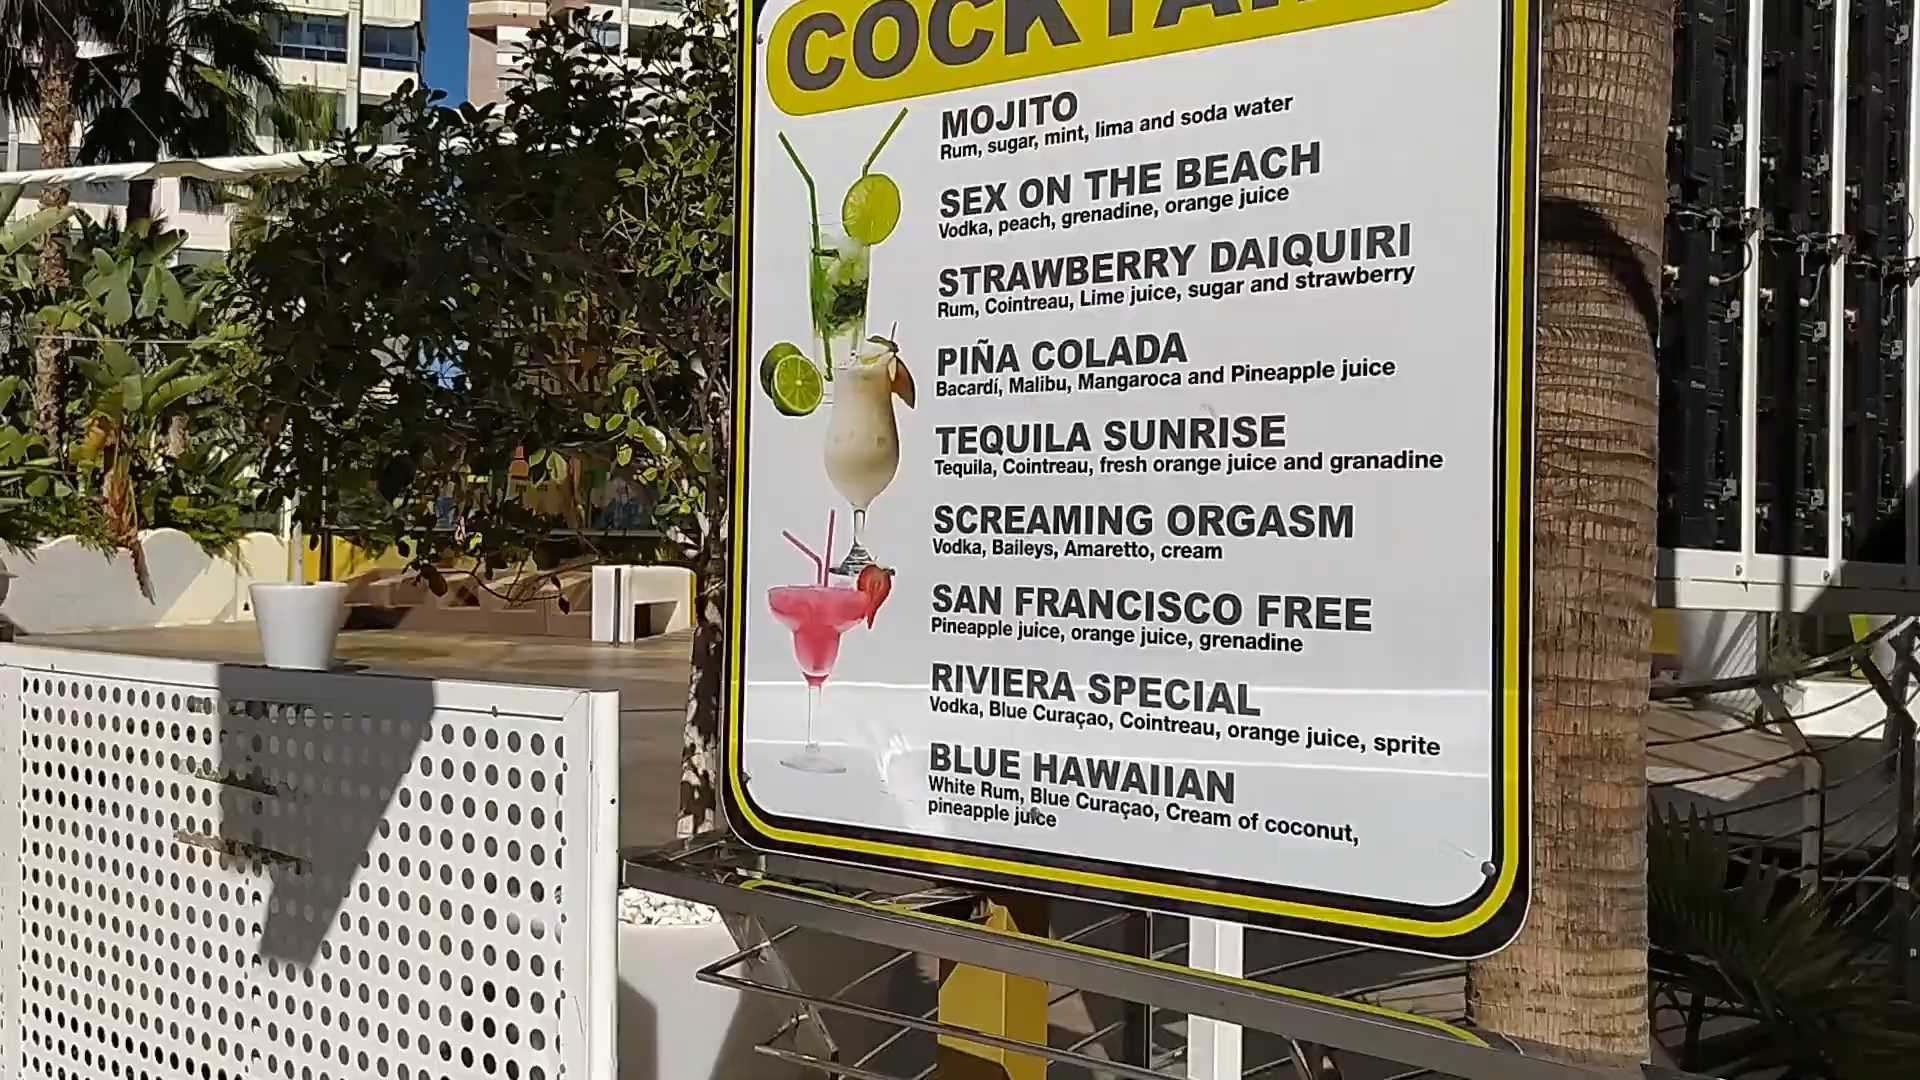 MOJITO
Rum, sugar, mint, lima and soda water
SEX ON THE BEACH
Vodka, peach, grenadine, orange juice
STRAWBERRY DAIQUIRI
Rum, Cointreau, Lime juice, sugar and strawberry
PIÑA COLADA
Bacardí, Malibu, Mangaroca and Pineapple juice
TEQUILA SUNRISE
Tequila, Cointreau, fresh orange juice and granadine
SCREAMING ORGASM
Vodka, Baileys, Amaretto, cream
SAN FRANCISCO FREE
Pineapple juice, orange juice, grenadine
RIVIERA SPECIAL
Vodka, Blue Curaçao, Cointreau, orange juice, sprite
BLUE HAWAIIAN
White Rum, Blue Curaçao, Cream of coconut,
pineapple juice